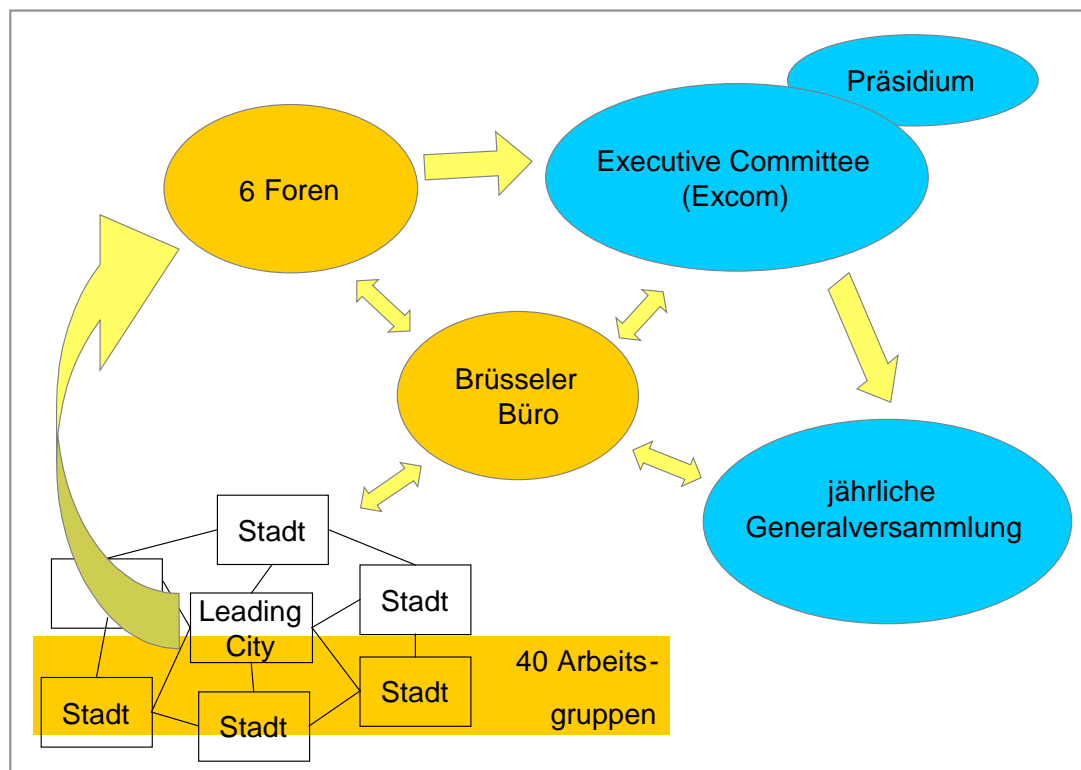 Präsidium
Executive Committee
(Excom)
6 Foren
Brüsseler
Büro
jährliche
Generalversammlung
Stadt
Stadt
Leading
City
40 Arbeits-
gruppen
Stadt
Stadt
Stadt